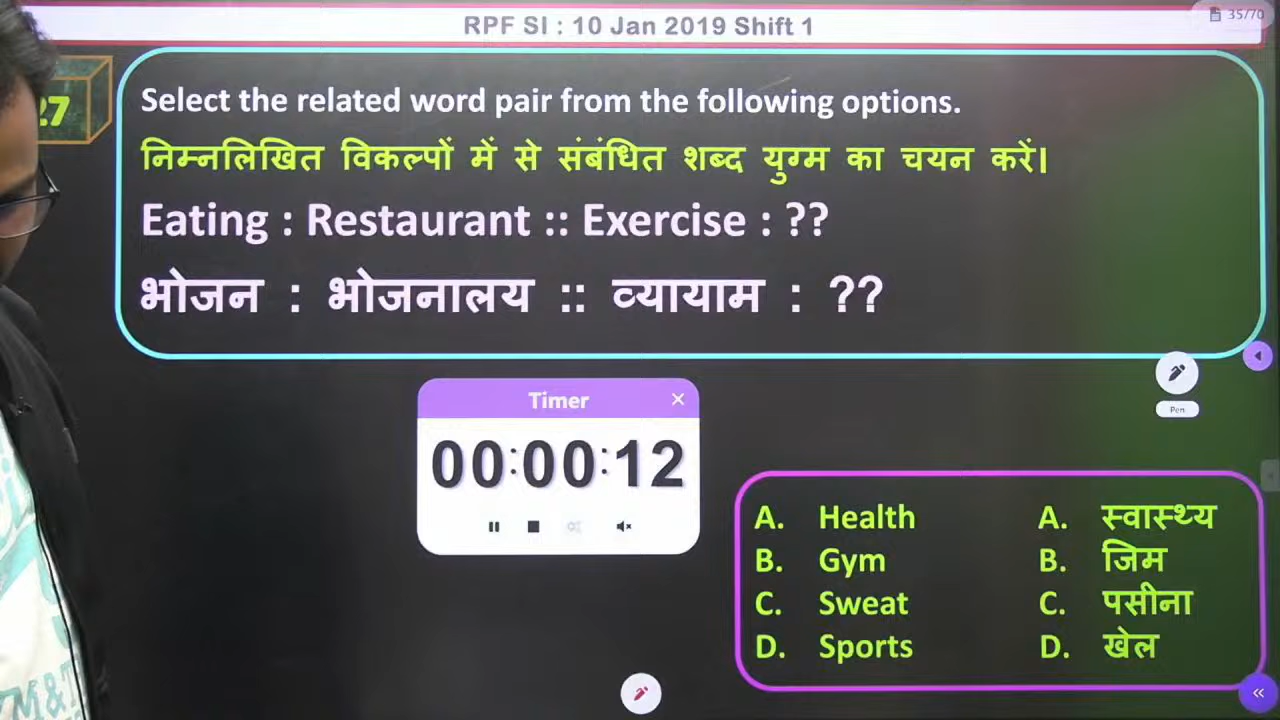 RPF SI : 10 Jan 2019 Shift 1
35/70
27
Select the related word pair from the following options.
निम्नलिखित विकल्पों में से संबंधित शब्द युग्म का चयन करें।
Eating : Restaurant :: Exercise : ??
भोजन : भोजनालय :: व्यायाम : ??
Pen
Timer
00:00:12
A. Health A. स्वास्थ्य
B. Gym B. जिम
C. Sweat C. पसीना
D. Sports D. खेल
M&T